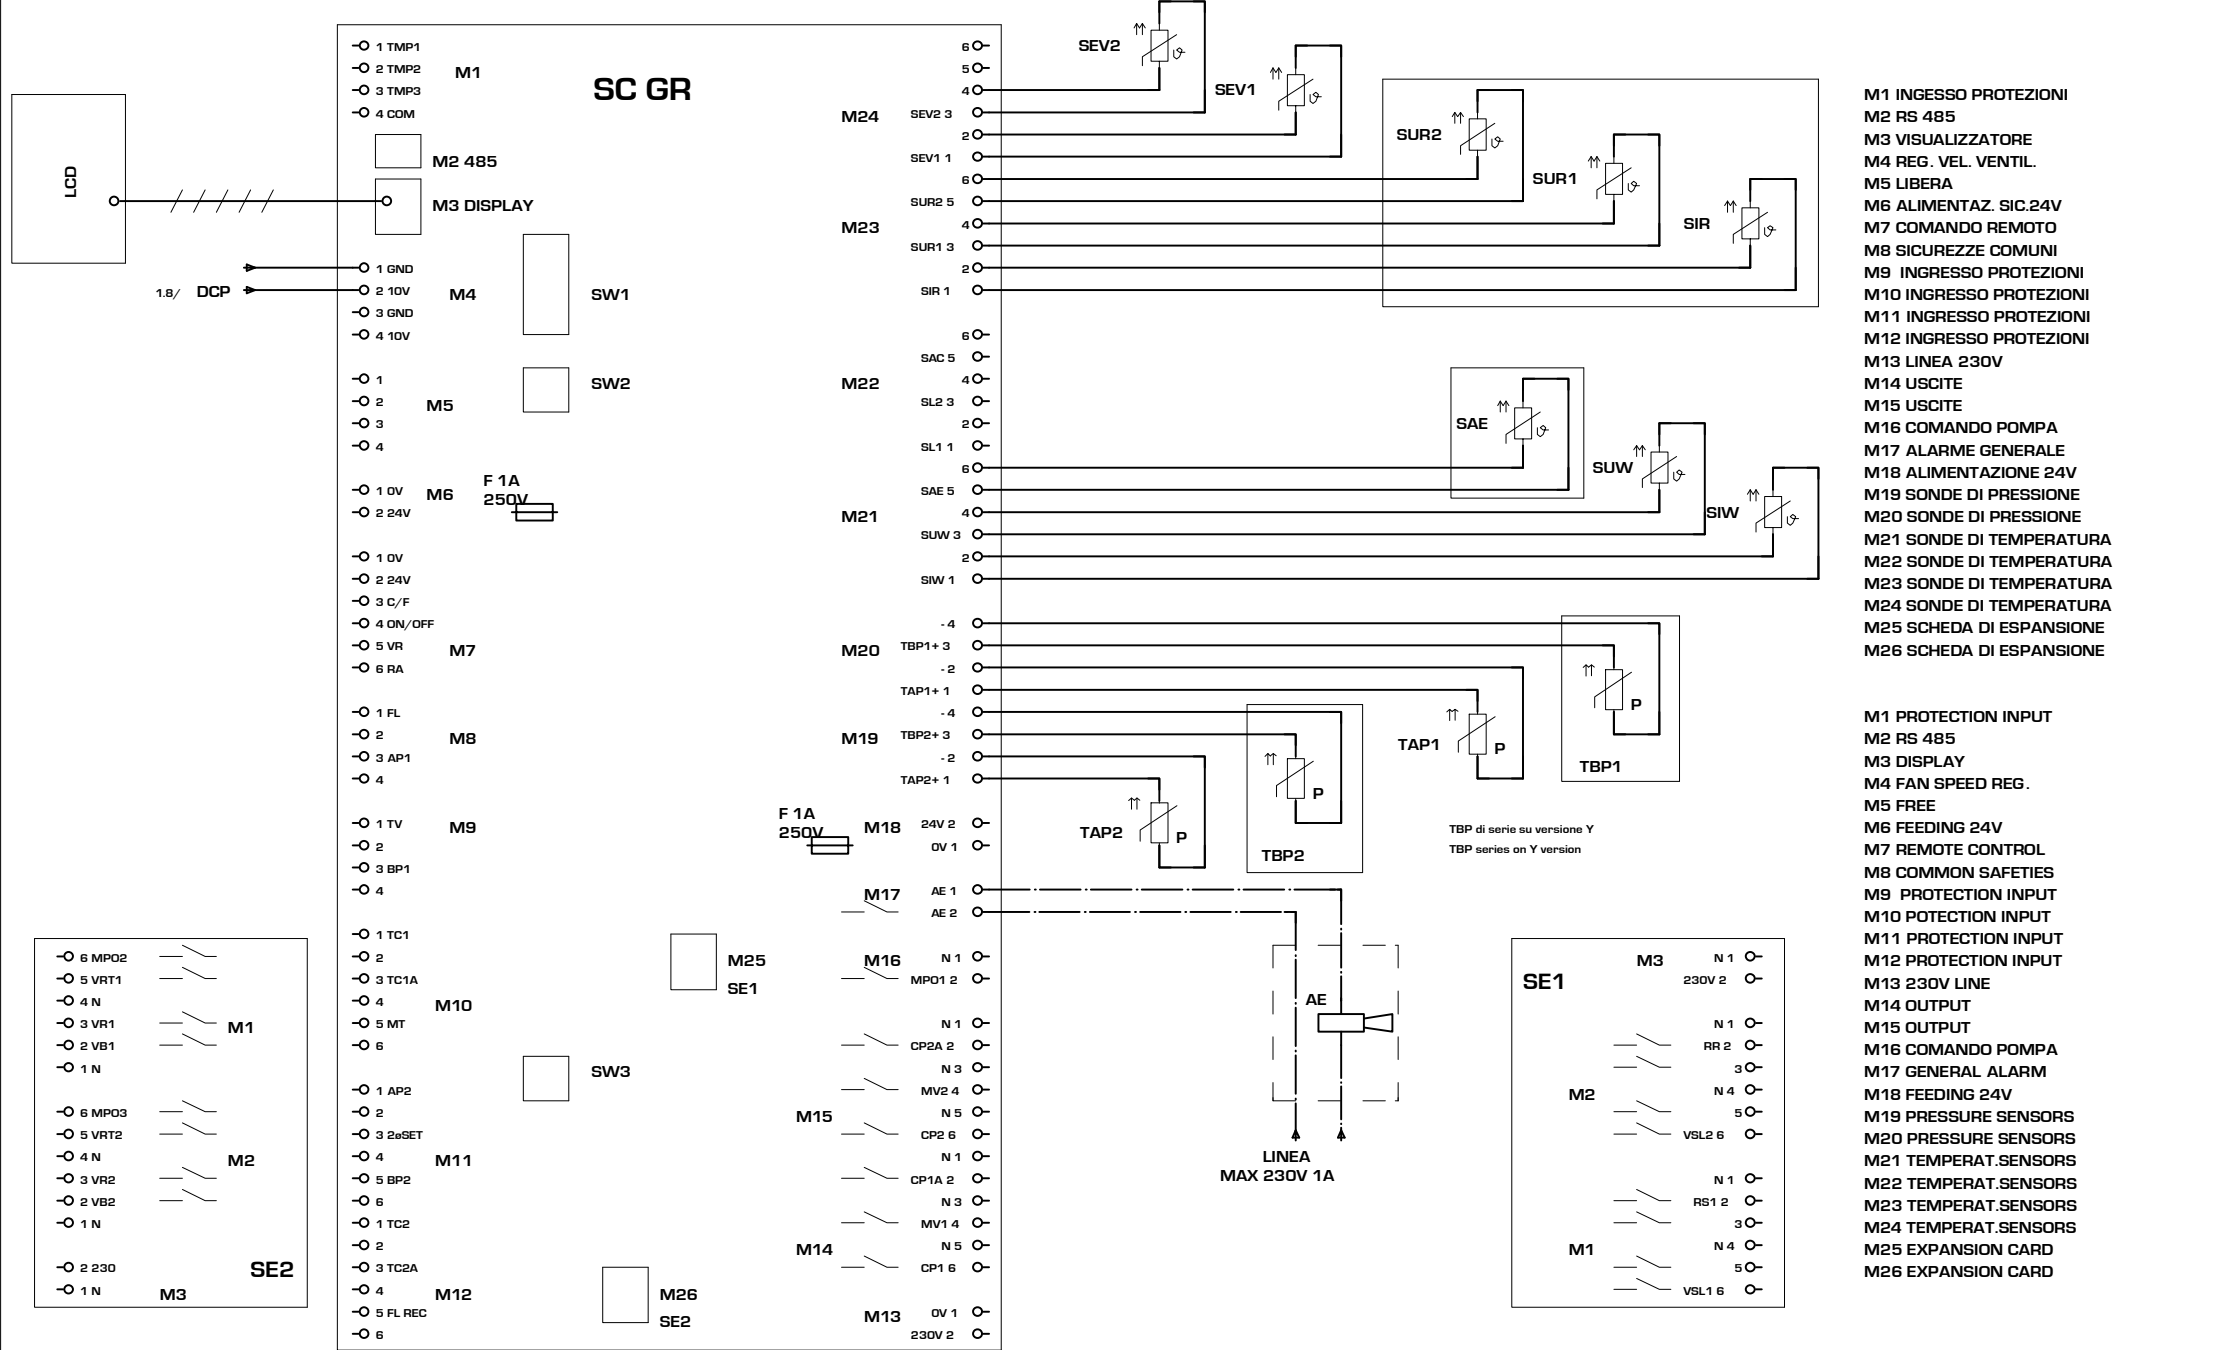 SC GR
1 TMP1
2 TMP2
3 TMP3
4 COM
M1
M2 485
M3 DISPLAY
LCD
1.8/ DCP
1 GND
2 10V
3 GND
4 10V
M4
SW1
SW2
1
2
3
4
M5
1 0V
2 24V
M6
F 1A
250V
1 0V
2 24V
3 C/F
4 ON/OFF
5 VR
6 RA
M7
1 FL
2
3 AP1
4
M8
1 TV
2
3 BP1
4
M9
1 TC1
2
3 TC1A
4
5 MT
6
M10
M25
SE1
SW3
1 AP2
2
3 2øSET
4
5 BP2
6
M11
1 TC2
2
3 TC2A
4
5 FL REC
6
M12
M26
SE2
6
5
4
SEV2 3
2
SEV1 1
M24
6
SUR2 5
4
SUR1 3
2
SIR 1
M23
6
SAC 5
4
SL2 3
2
SL1 1
M22
6
SAE 5
4
SUW 3
2
SIW 1
M21
- 4
TBP1+ 3
- 2
TAP1+ 1
M20
- 4
TBP2+ 3
- 2
TAP2+ 1
M19
F 1A
250V
M18
24V 2
0V 1
M17
AE 1
AE 2
M16
N 1
MPO1 2
N 1
CP2A 2
N 3
MV2 4
N 5
CP2 6
M15
N 1
CP1A 2
N 3
MV1 4
N 5
CP1 6
M14
M13
0V 1
230V 2
SEV2
SEV1
SUR2
SUR1
SIR
SAE
SUW
SIW
TBP1
P
TAP1
P
TBP2
P
TAP2
P
TBP di serie su versione Y
TBP series on Y version
AE
LINEA
MAX 230V 1A
6 MPO2
5 VRT1
4 N
3 VR1
2 VB1
1 N
M1
6 MPO3
5 VRT2
4 N
3 VR2
2 VB2
1 N
M2
SE2
2 230
1 N
M3
SE1
M3
N 1
230V 2
N 1
RR 2
3
N 4
5
VSL2 6
M2
N 1
RS1 2
3
N 4
5
VSL1 6
M1
M1 INGESSO PROTEZIONI
M2 RS 485
M3 VISUALIZZATORE
M4 REG. VEL. VENTIL.
M5 LIBERA
M6 ALIMENTAZ. SIC.24V
M7 COMANDO REMOTO
M8 SICUREZZE COMUNI
M9 INGRESSO PROTEZIONI
M10 INGRESSO PROTEZIONI
M11 INGRESSO PROTEZIONI
M12 INGRESSO PROTEZIONI
M13 LINEA 230V
M14 USCITE
M15 USCITE
M16 COMANDO POMPA
M17 ALARME GENERALE
M18 ALIMENTAZIONE 24V
M19 SONDE DI PRESSIONE
M20 SONDE DI PRESSIONE
M21 SONDE DI TEMPERATURA
M22 SONDE DI TEMPERATURA
M23 SONDE DI TEMPERATURA
M24 SONDE DI TEMPERATURA
M25 SCHEDA DI ESPANSIONE
M26 SCHEDA DI ESPANSIONE
M1 PROTECTION INPUT
M2 RS 485
M3 DISPLAY
M4 FAN SPEED REG.
M5 FREE
M6 FEEDING 24V
M7 REMOTE CONTROL
M8 COMMON SAFETIES
M9 PROTECTION INPUT
M10 POTECTION INPUT
M11 PROTECTION INPUT
M12 PROTECTION INPUT
M13 230V LINE
M14 OUTPUT
M15 OUTPUT
M16 COMANDO POMPA
M17 GENERAL ALARM
M18 FEEDING 24V
M19 PRESSURE SENSORS
M20 PRESSURE SENSORS
M21 TEMPERAT.SENSORS
M22 TEMPERAT.SENSORS
M23 TEMPERAT.SENSORS
M24 TEMPERAT.SENSORS
M25 EXPANSION CARD
M26 EXPANSION CARD